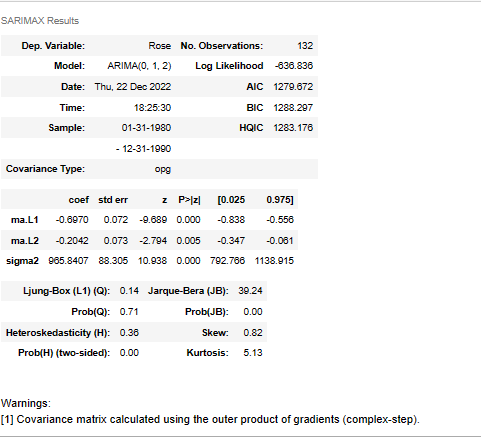 SARIMAX Results
Dep. Variable: Rose No. Observations: 132
Model: ARIMA(0, 1, 2) Log Likelihood -636.836
Date: Thu, 22 Dec 2022 AIC 1279.672
Time: 18:25:30 BIC 1288.297
Sample: 01-31-1980 HQIC 1283.176
- 12-31-1990
Covariance Type: opg
coef std err z P>|z| [0.025 0.975]
ma.L1 -0.6970 0.072 -9.689 0.000 -0.838 -0.556
ma.L2 -0.2042 0.073 -2.794 0.005 -0.347 -0.061
sigma2 965.8407 88.305 10.938 0.000 792.766 1138.915
Ljung-Box (L1) (Q): 0.14 Jarque-Bera (JB): 39.24
Prob(Q): 0.71 Prob(JB): 0.00
Heteroskedasticity (H): 0.36 Skew: 0.82
Prob(H) (two-sided): 0.00 Kurtosis: 5.13
Warnings:
[1] Covariance matrix calculated using the outer product of gradients (complex-step).